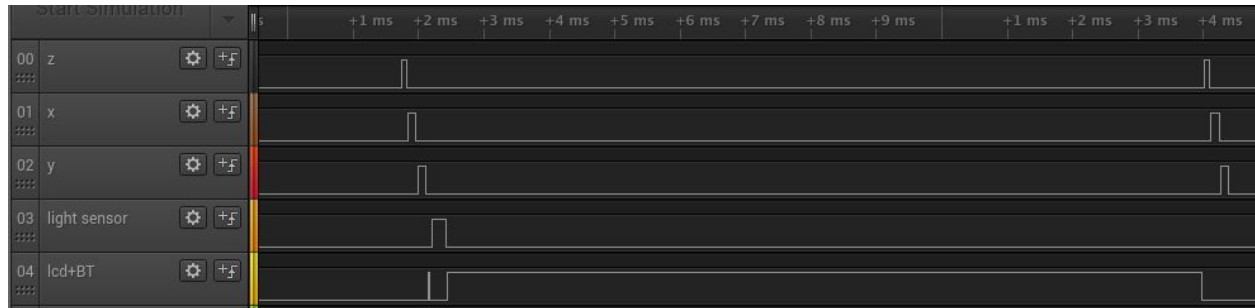 Start Simulation
s +1 ms +2 ms +3 ms +4 ms +5 ms +6 ms +7 ms +8 ms +9 ms +1 ms +2 ms +3 ms +4 ms
00 z
01 x
02 y
03 light sensor
04 lcd+BT